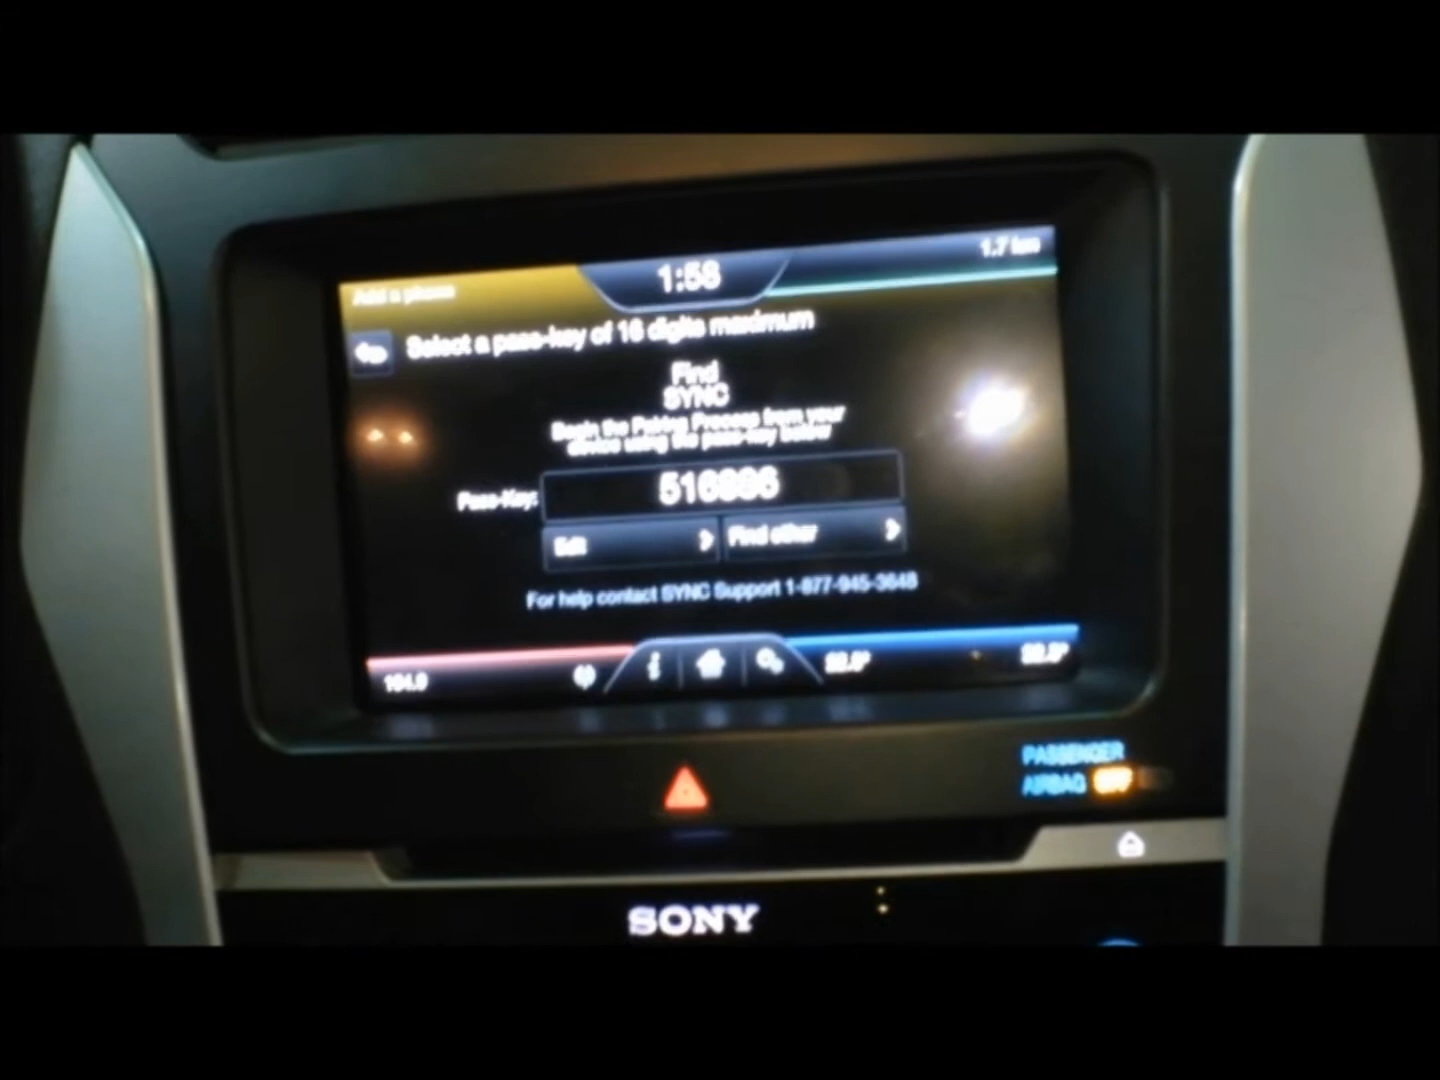 1:58
1.7 km
Add a phone
Select a pass-key of 16 digits maximum
Find
SYNC
Begin the Pairing Process from your
device using the pass-key below
Pass-Key:
Edit
Find other
For help contact SYNC Support 1-877-945-3648
PASSENGER
AIRBAG OFF
SONY